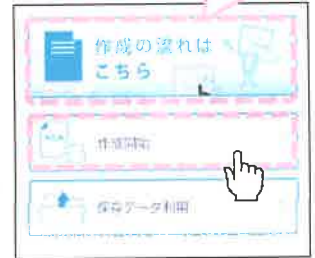 作成の流れは
こちら
作成開始
保存データ利用